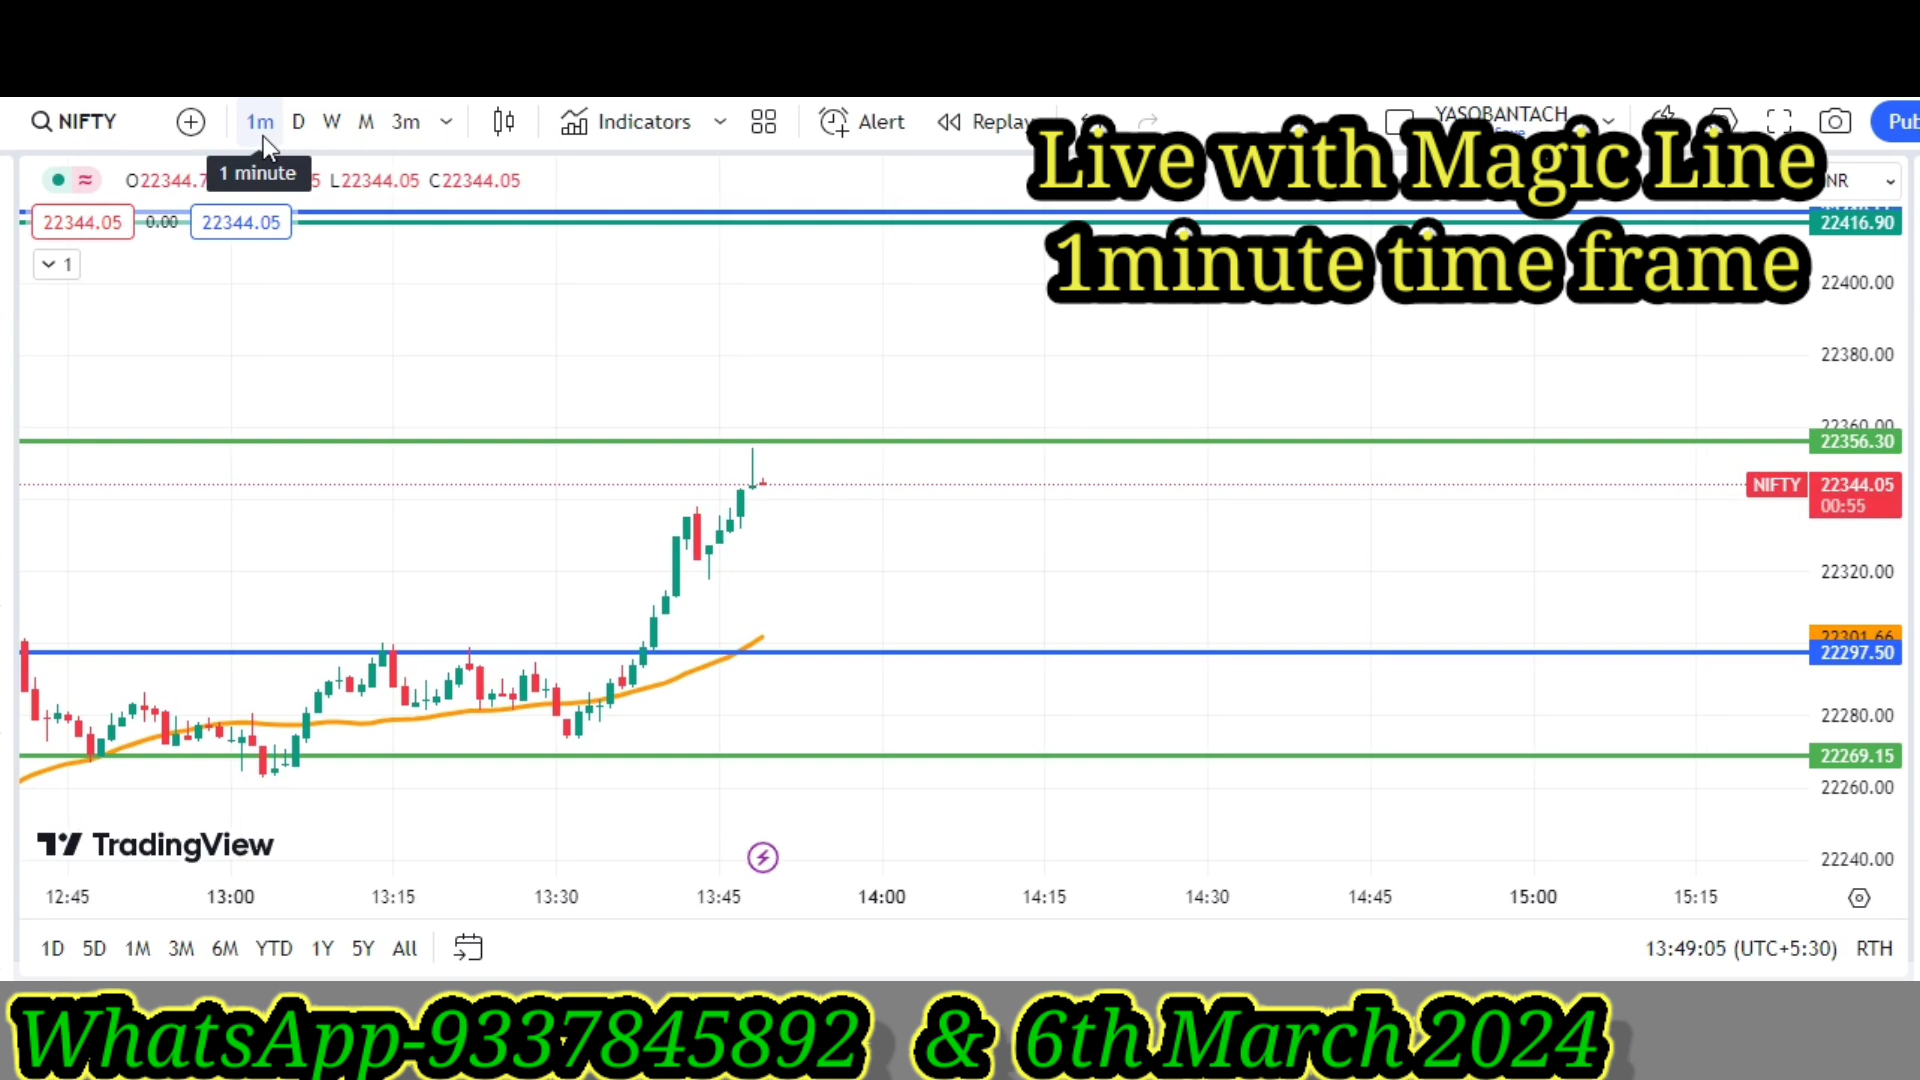 NIFTY 1m D W M 3m Indicators Alert Replay YASOBANTACH
Live with Magic Line
1 minute
L22344.05 C22344.05
NR
22344.05 0.00 22344.05
22416.90
1
1minute time frame
22400.00
22380.00
22360.00
22356.30
NIFTY 22344.05
00:55
22320.00
22301.66
22297.50
22280.00
22269.15
22260.00
TradingView
22240.00
12:45 13:00 13:15 13:30 13:45 14:00 14:15 14:30 14:45 15:00 15:15
1D 5D 1M 3M 6M YTD 1Y 5Y All 13:49:05 (UTC+5:30) RTH
WhatsApp-9337845892 & 6th March 2024